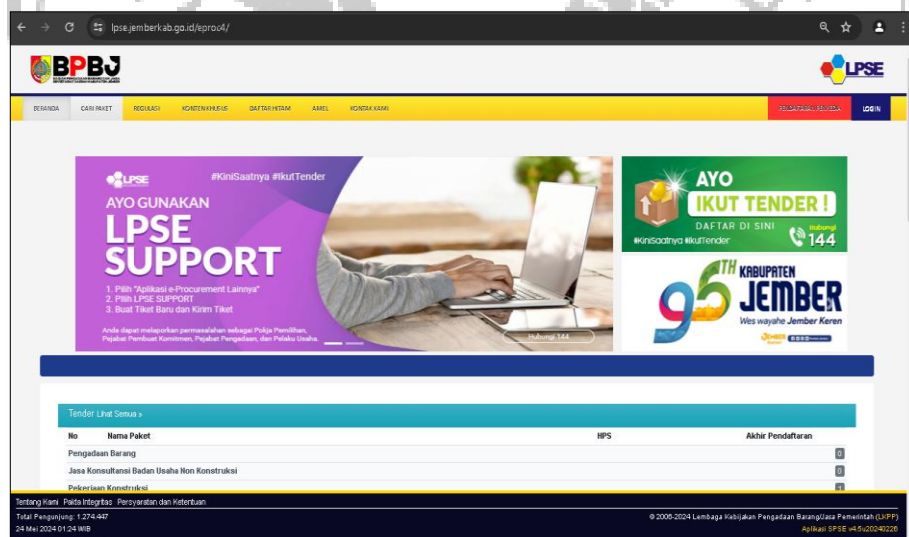 lpse.jemberkab.go.id/eproc4/
BPBJ
LPSE
BERANDA CARI PAKET REGULASI KONTEN KHUSUS DAFTAR HITAM AMEL KONTAK KAMI PENDAFTARAN PENYEDIA LOGIN
LPSE #KiniSaatnya #IkutTender
AYO GUNAKAN
LPSE
SUPPORT
1. Pilih "Aplikasi e-Procurement Lainnya"
2. Pilih LPSE SUPPORT
3. Buat Tiket Baru dan Kirim Tiket
Anda dapat melaporkan permasalahan sebagai Pokja Pemilihan,
Pejabat Pembuat Komitmen, Pejabat Pengadaan, dan Pelaku Usaha.
Hubungi 144
AYO
IKUT TENDER !
DAFTAR DI SINI
#KiniSaatnya #IkutTender
Hubungi
144
95TH KABUPATEN
JEMBER
Wes wayahe Jember Keren
Tender Lihat Semua »
No Nama Paket HPS Akhir Pendaftaran
Pengadaan Barang 0
Jasa Konsultansi Badan Usaha Non Konstruksi 0
Pekerjaan Konstruksi
Tentang Kami Pakta Integritas Persyaratan dan Ketentuan
Total Pengunjung: 1.274.447
24 Mei 2024 01:24 WIB
© 2006-2024 Lembaga Kebijakan Pengadaan Barang/Jasa Pemerintah (LKPP)
Aplikasi SPSE v4.5u20240226